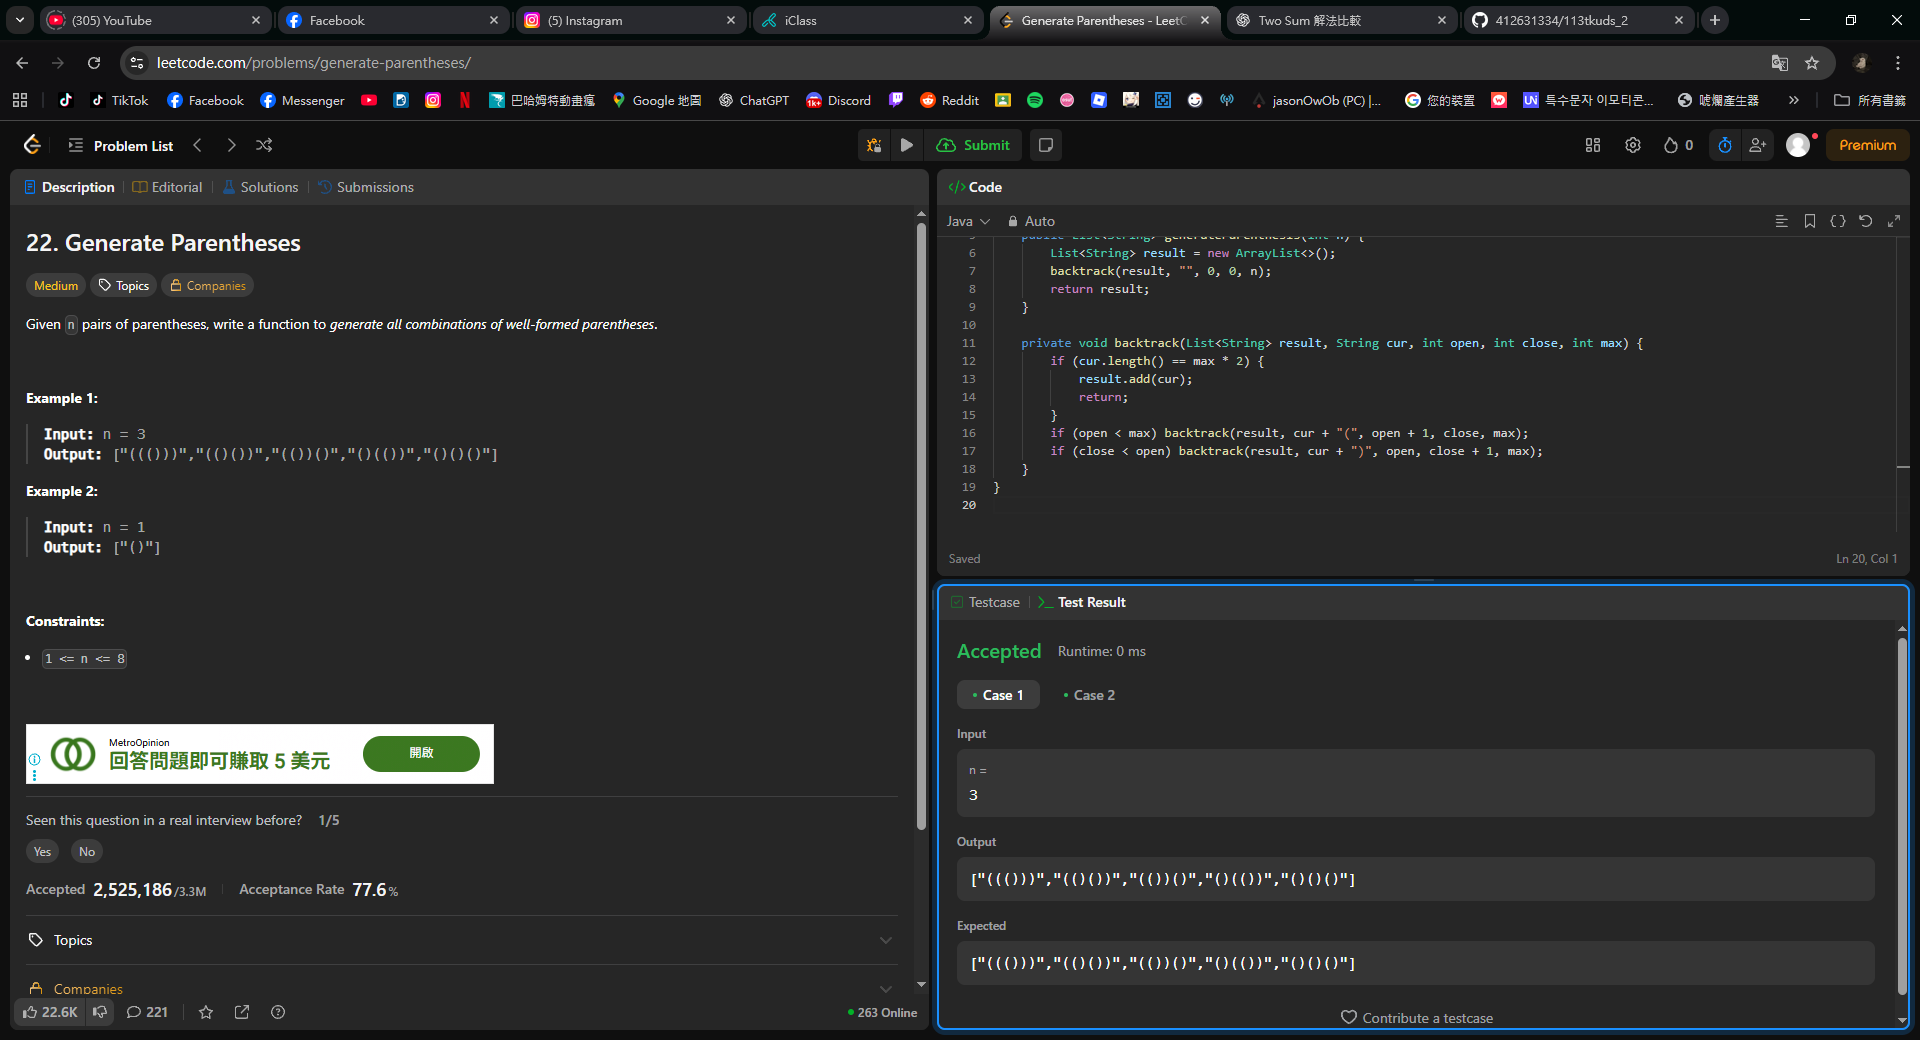 (305) YouTube
Facebook
(5) Instagram
iClass
Generate Parentheses - LeetC
Two Sum 解法比較
412631334/113tkuds_2
leetcode.com/problems/generate-parentheses/
TikTok
Facebook
Messenger
巴哈姆特動畫瘋
Google 地圖
ChatGPT
Discord
Reddit
jasonOwOb (PC) |...
您的裝置
특수문자 이모티콘...
唬爛產生器
所有書籤
Problem List
Submit
0
Premium
Description
Editorial
Solutions
Submissions
22. Generate Parentheses
Medium
Topics
Companies
Given n pairs of parentheses, write a function to generate all combinations of well-formed parentheses.
Example 1:
Input: n = 3
Output: ["((()))","(()())","(())()","()(())","()()()"]
Example 2:
Input: n = 1
Output: ["()"]
Constraints:
1 <= n <= 8
MetroOpinion
回答問題即可賺取 5 美元
開啟
Seen this question in a real interview before? 1/5
Yes
No
Accepted 2,525,186/3.3M
Acceptance Rate 77.6%
Topics
Companies
22.6K
221
263 Online
Code
Java
Auto
5 public List<String> generateParenthesis(int n) {
6 List<String> result = new ArrayList<>();
7 backtrack(result, "", 0, 0, n);
8 return result;
9 }
10
11 private void backtrack(List<String> result, String cur, int open, int close, int max) {
12 if (cur.length() == max * 2) {
13 result.add(cur);
14 return;
15 }
16 if (open < max) backtrack(result, cur + "(", open + 1, close, max);
17 if (close < open) backtrack(result, cur + ")", open, close + 1, max);
18 }
19 }
20
Saved
Ln 20, Col 1
Testcase
Test Result
Accepted
Runtime: 0 ms
Case 1
Case 2
Input
n =
3
Output
["((()))","(()())","(())()","()(())","()()()"]
Expected
["((()))","(()())","(())()","()(())","()()()"]
Contribute a testcase